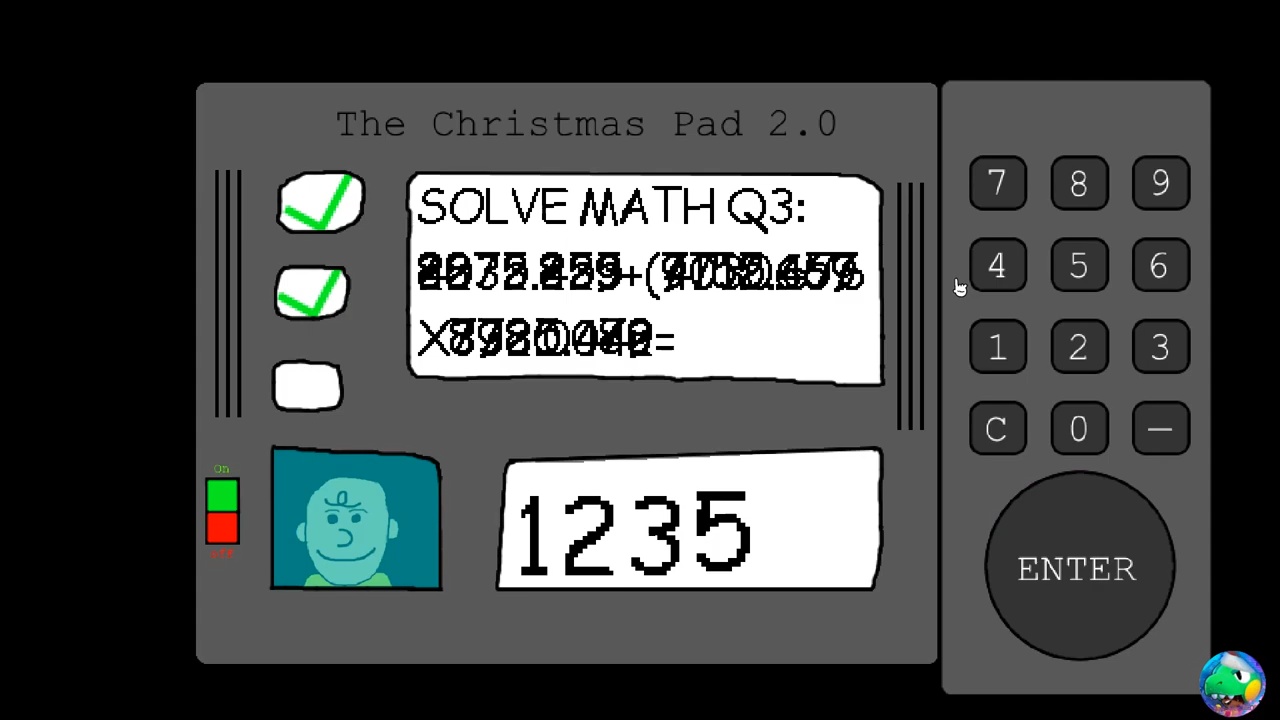 The Christmas Pad 2.0
SOLVE MATH Q3:
+(
X =
On
off
1235
7 8 9
4 5 6
1 2 3
C 0 —
ENTER